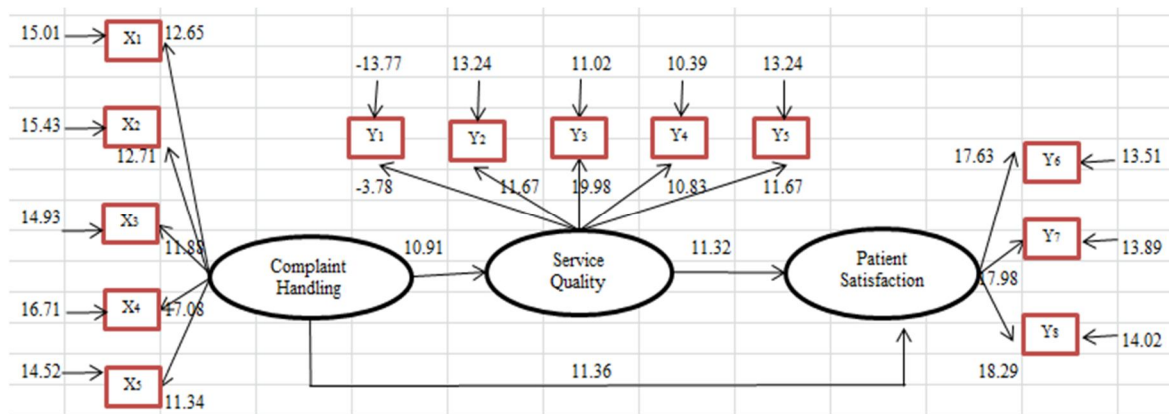 15.01 X1 12.65
15.43 X2
12.71
14.93 X3
11.88
16.71 X4 17.08
14.52 X5
11.34
-13.77 13.24 11.02 10.39 13.24
Y1 Y2 Y3 Y4 Y5
-3.78 11.67 19.98 10.83 11.67
Complaint
Handling
10.91
Service
Quality
11.32
Patient
Satisfaction
11.36
17.63 Y6 13.51
Y7 13.89
17.98
Y8 14.02
18.29